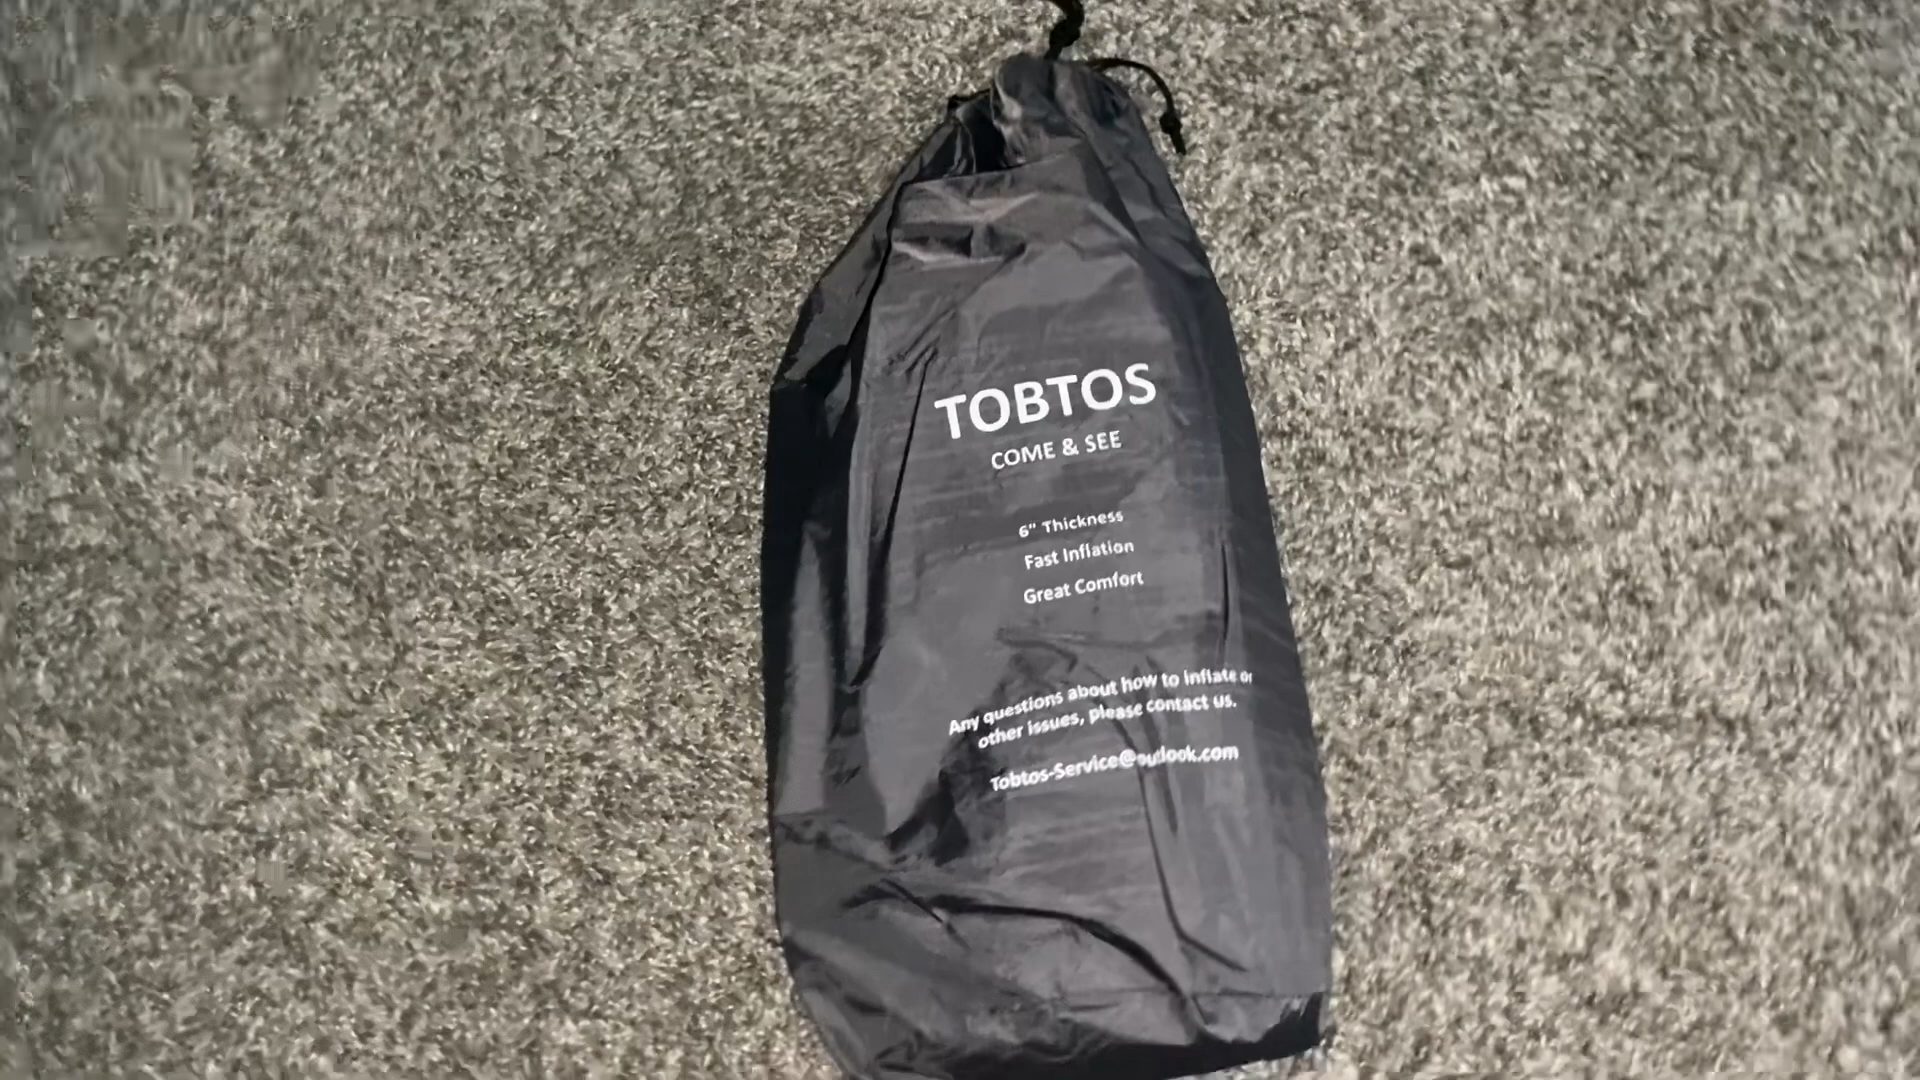 TOBTOS
COME & SEE
6" Thickness
Fast Inflation
Great Comfort
Any questions about how to inflate or
other issues, please contact us.
Tobtos-Service@outlook.com